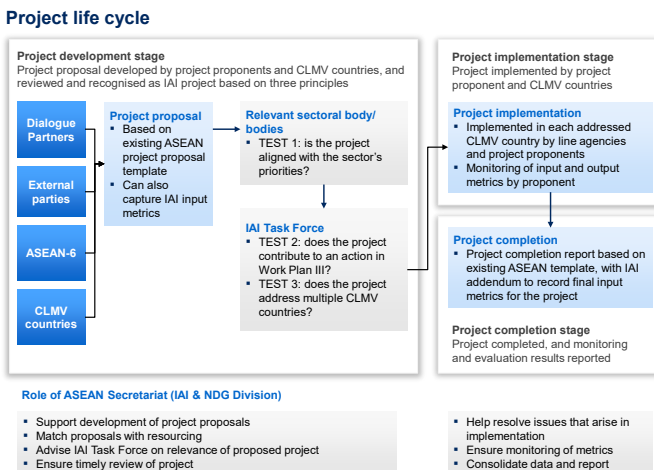 Project life cycle
Project development stage
Project proposal developed by project proponents and CLMV countries, and
reviewed and recognised as IAI project based on three principles
Dialogue
Partners
External
parties
ASEAN-6
CLMV
countries
Project proposal
▪ Based on
existing ASEAN
project proposal
template
▪ Can also
capture IAI input
metrics
Relevant sectoral body/
bodies
▪ TEST 1: is the project
aligned with the sector’s
priorities?
IAI Task Force
▪ TEST 2: does the project
contribute to an action in
Work Plan III?
▪ TEST 3: does the project
address multiple CLMV
countries?
Project implementation stage
Project implemented by project
proponent and CLMV countries
Project implementation
▪ Implemented in each addressed
CLMV country by line agencies
and project proponents
▪ Monitoring of input and output
metrics by proponent
Project completion
▪ Project completion report based on
existing ASEAN template, with IAI
addendum to record final input
metrics for the project
Project completion stage
Project completed, and monitoring
and evaluation results reported
Role of ASEAN Secretariat (IAI & NDG Division)
▪ Support development of project proposals
▪ Match proposals with resourcing
▪ Advise IAI Task Force on relevance of proposed project
▪ Ensure timely review of project
▪ Help resolve issues that arise in
implementation
▪ Ensure monitoring of metrics
▪ Consolidate data and report